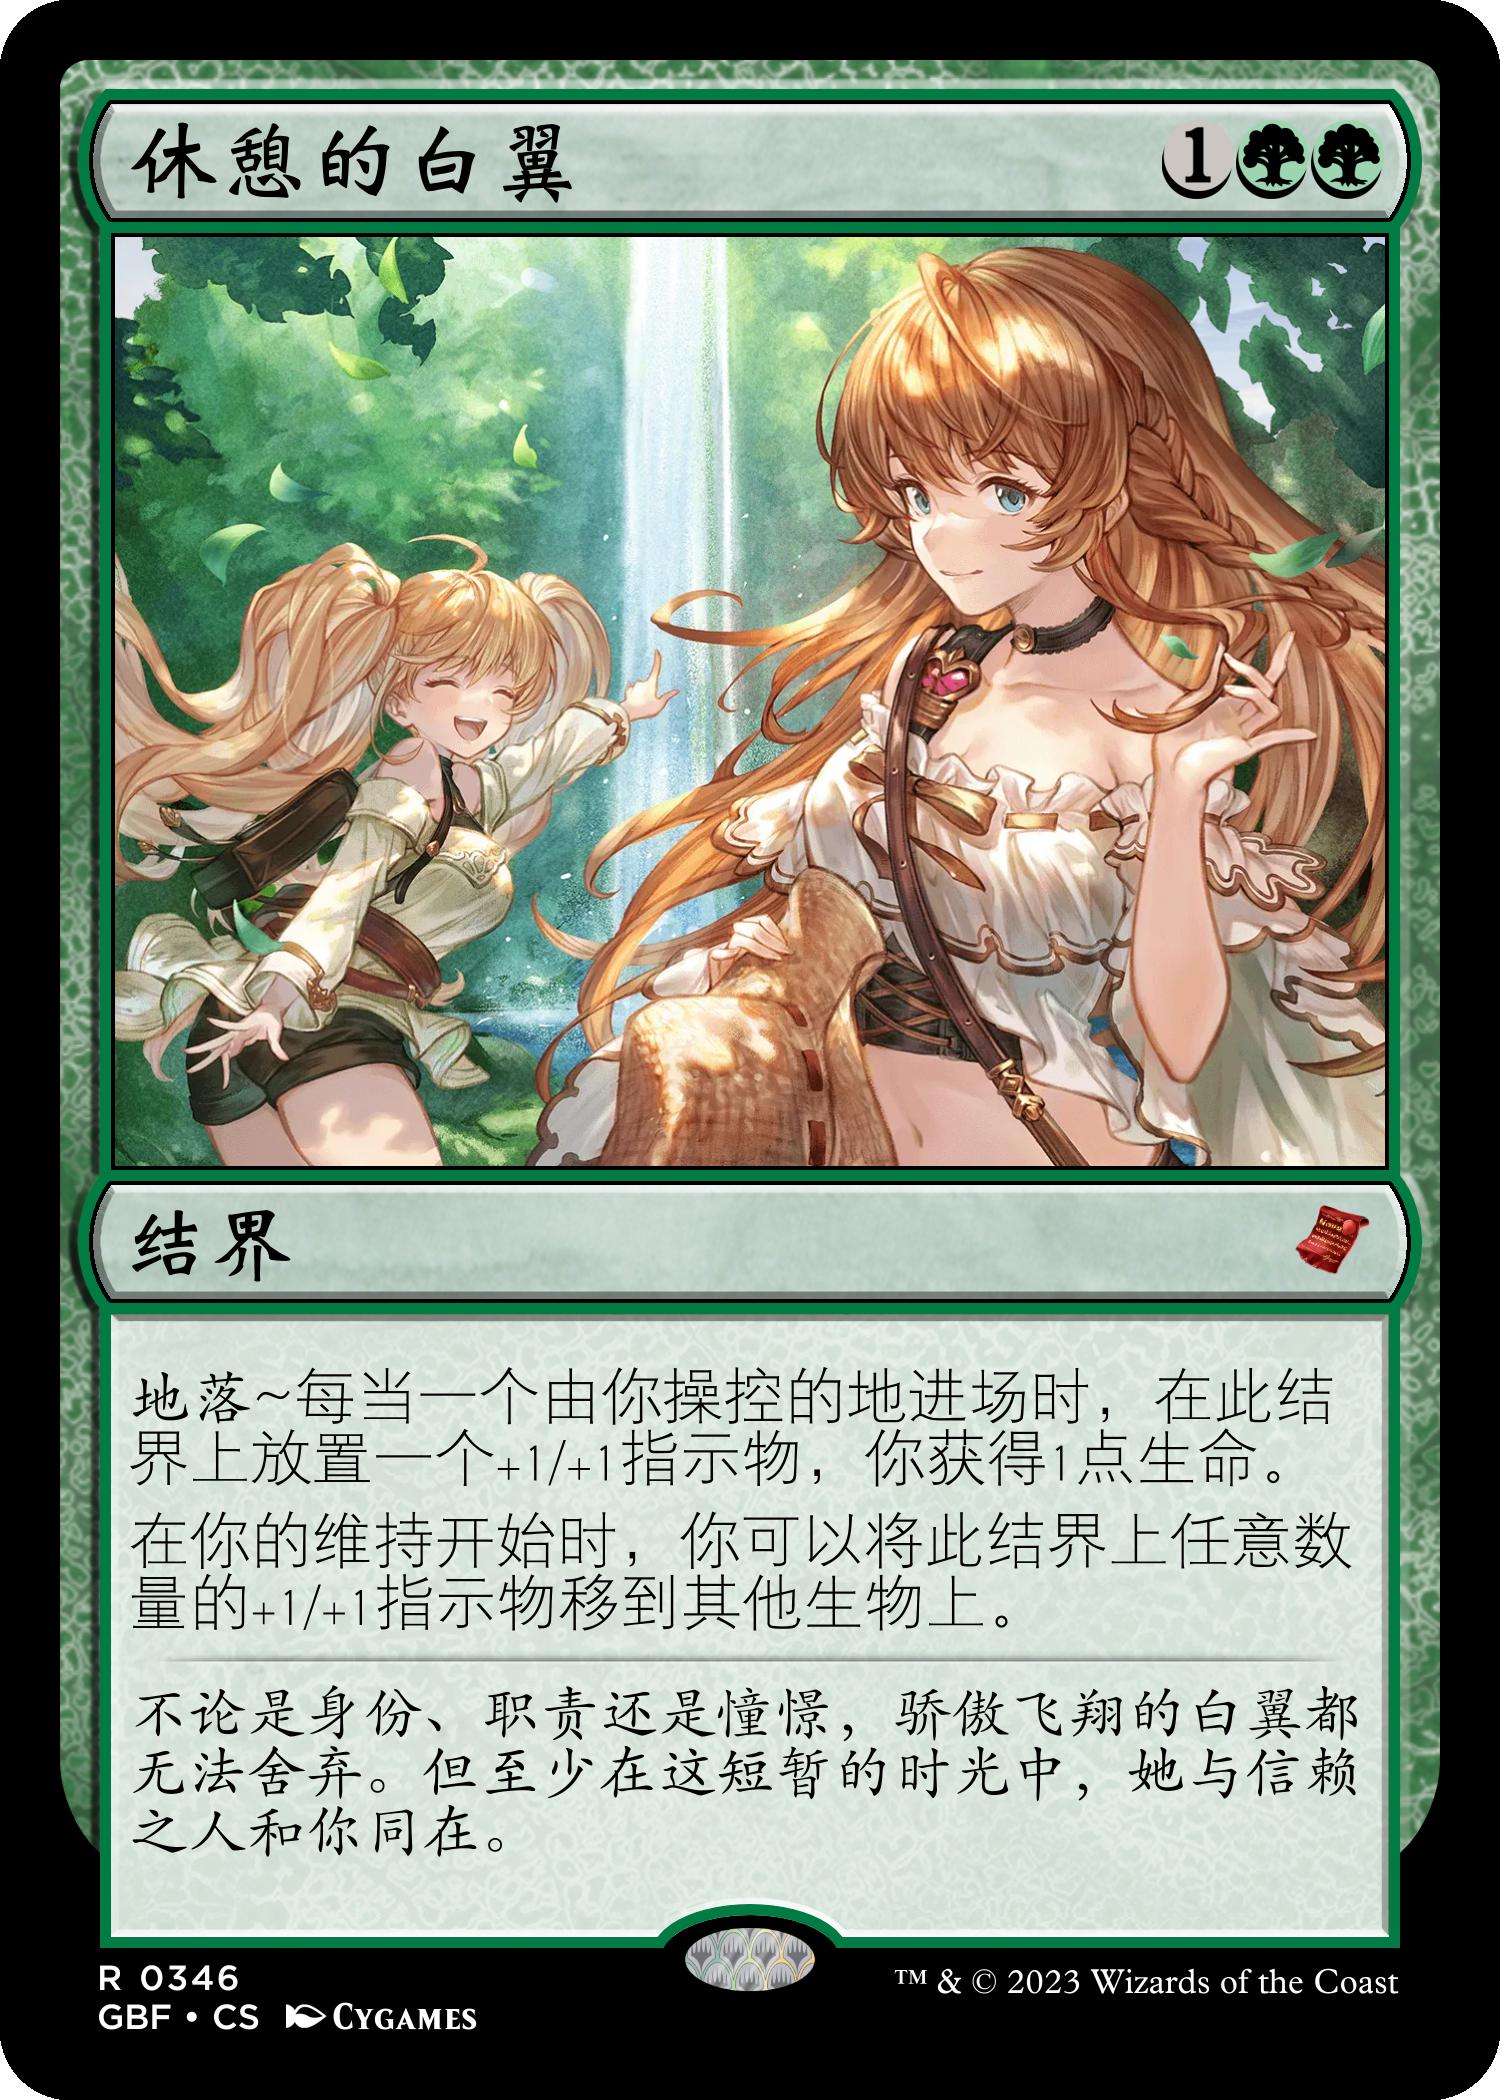 休憩的白翼
1
结界
地落~每当一个由你操控的地进场时，在此结
界上放置一个+1/+1指示物，你获得1点生命。
在你的维持开始时，你可以将此结界上任意数
量的+1/+1指示物移到其他生物上。
不论是身份、职责还是憧憬，骄傲飞翔的白翼都
无法舍弃。但至少在这短暂的时光中，她与信赖
之人和你同在。
R 0346
GBF • CS CYGAMES
™ & © 2023 Wizards of the Coast